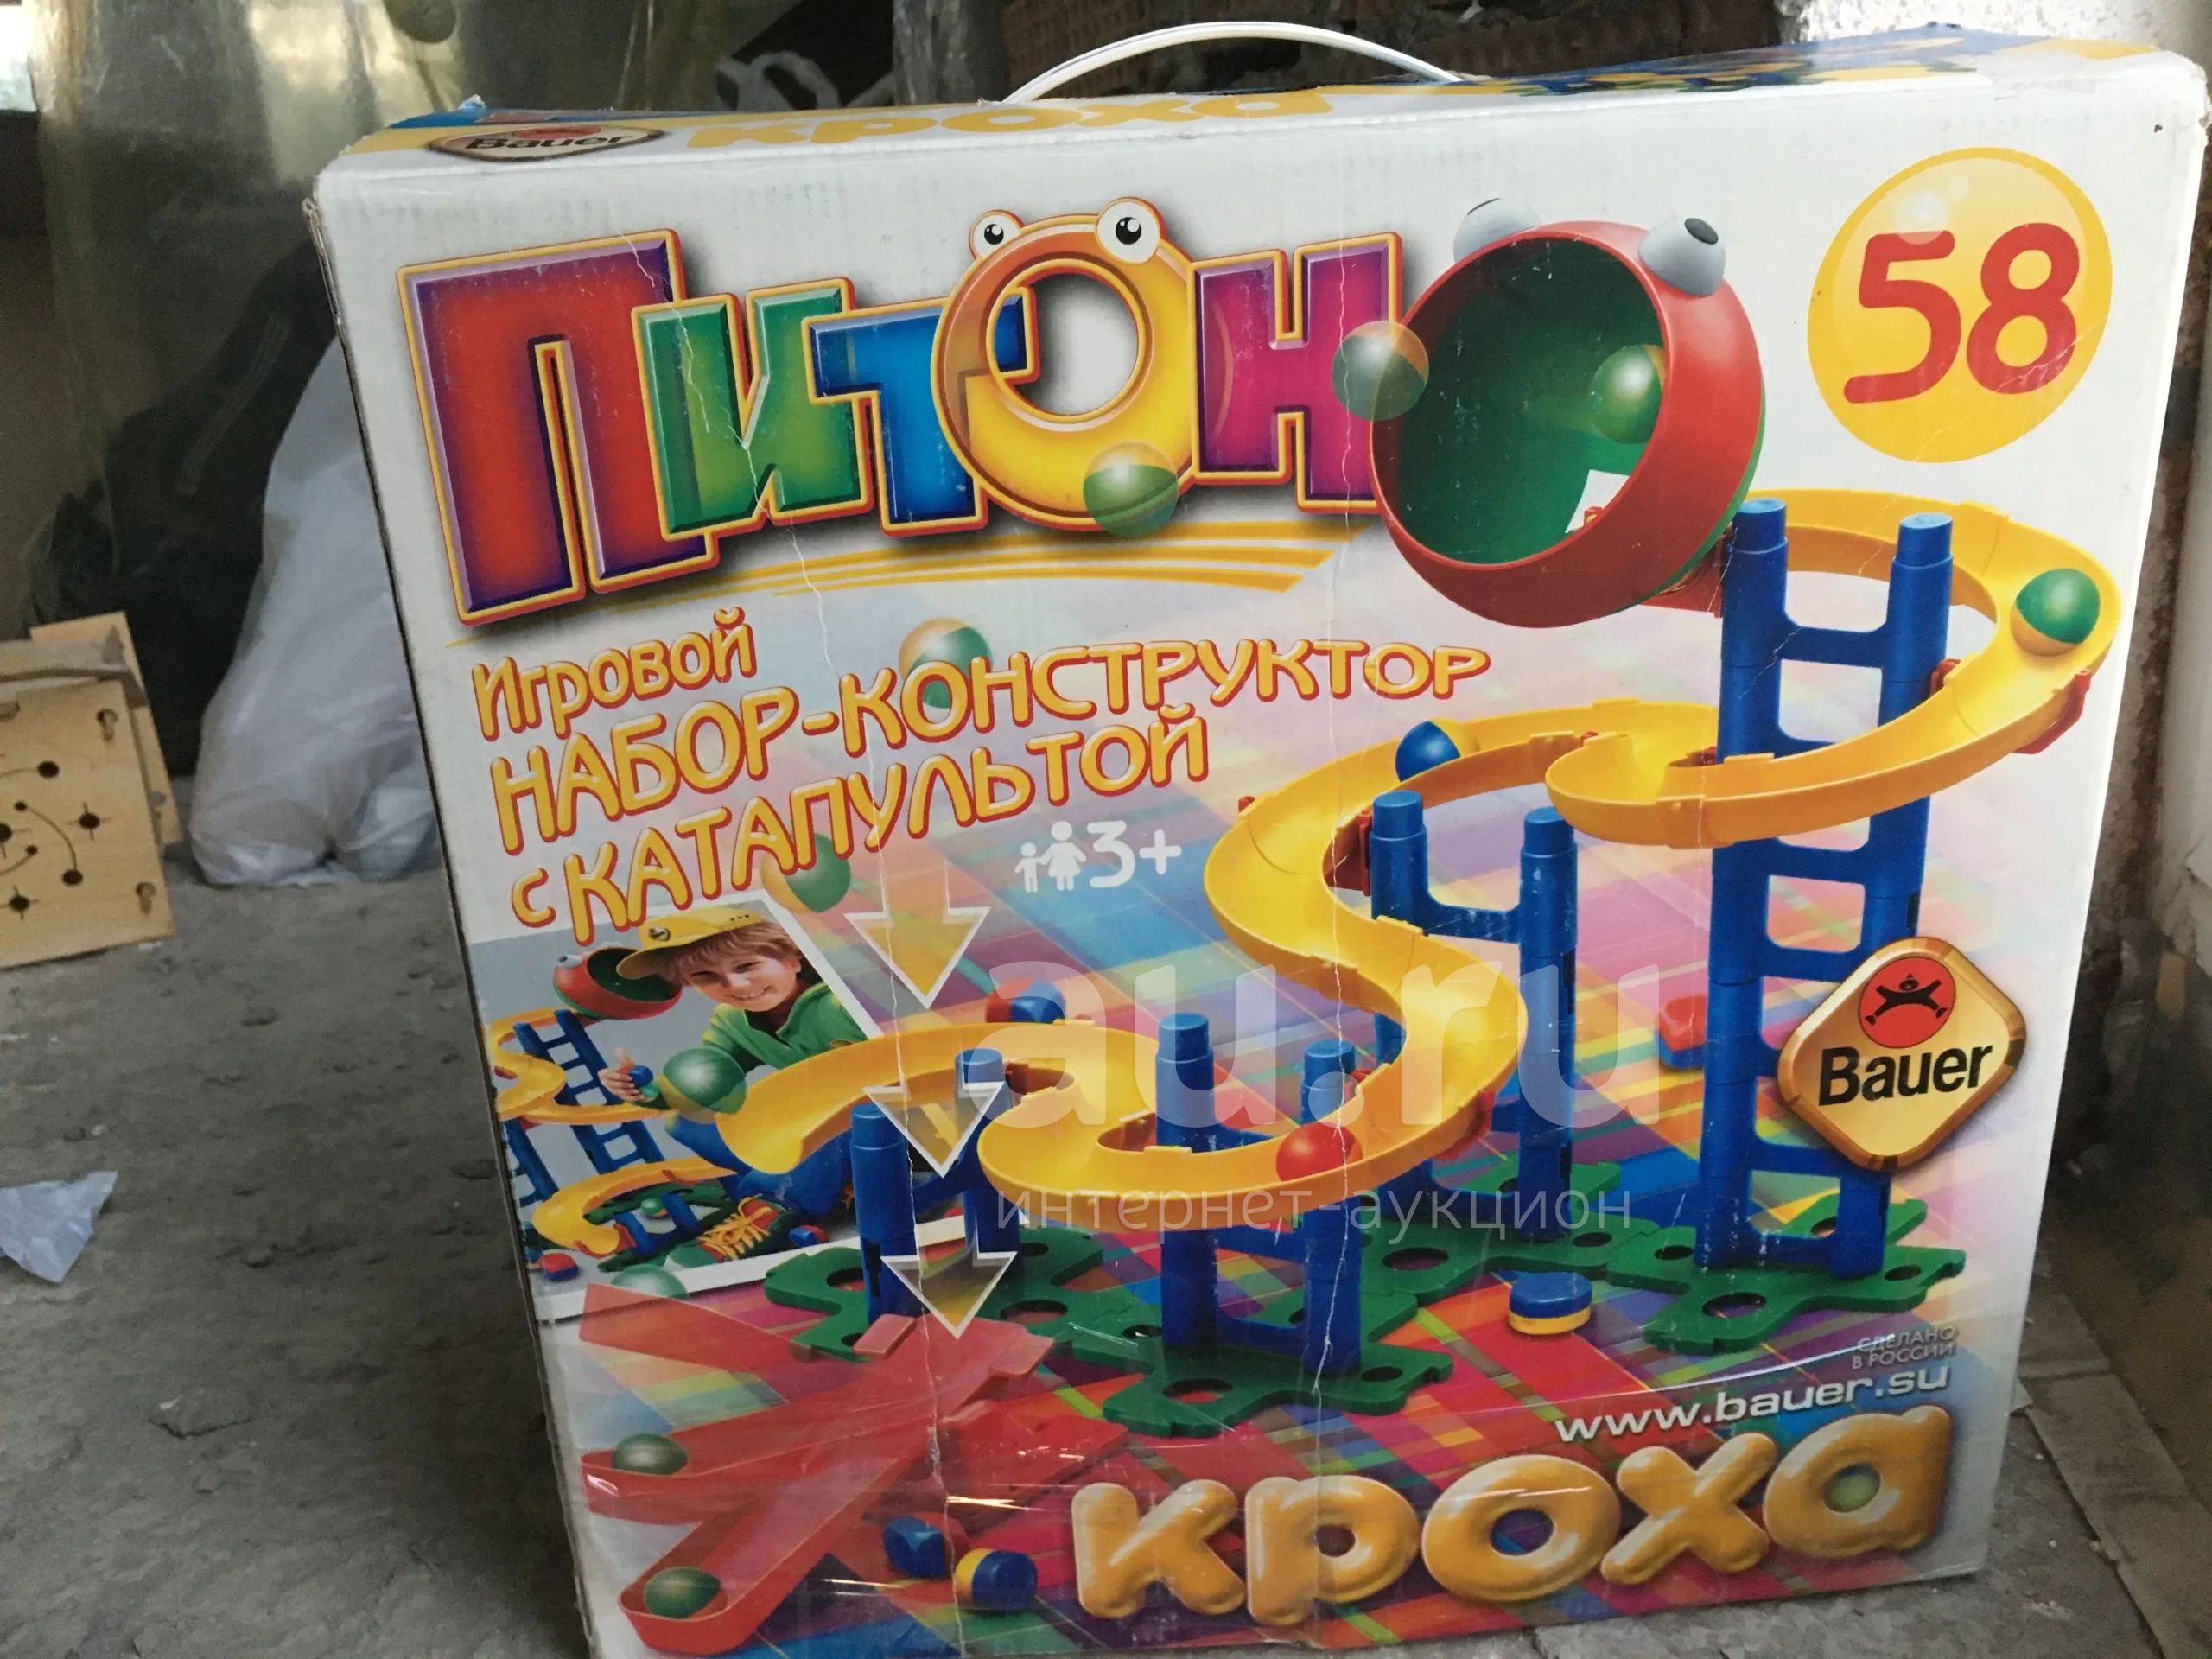 Bauer
кроха
Питоно
58
Игровой
НАБОР-КОНСТРУКТОР
с КАТАПУЛЬТОЙ
3+
Bauer
au.ru
интернет-аукцион
СДЕЛАНО
В РОССИИ
www.bauer.su
кроха